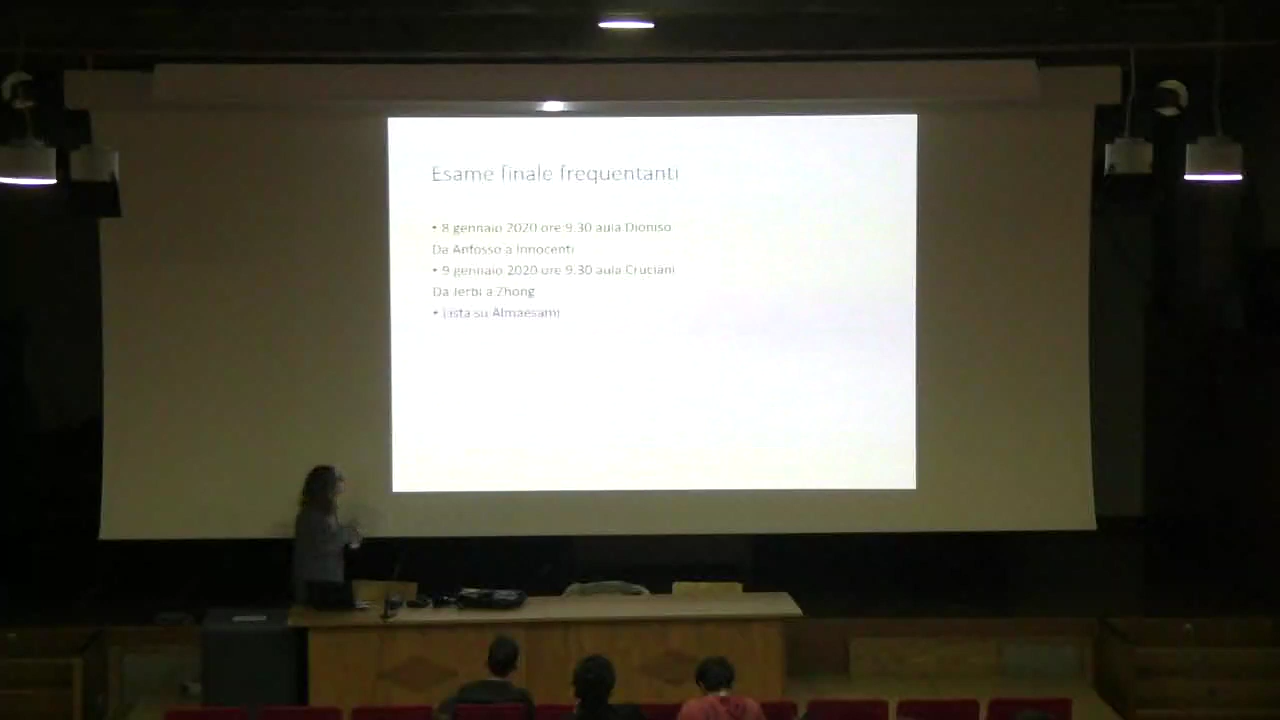 Esame finale frequentanti
• 8 gennaio 2020 ore 9.30 aula Dioniso
Da Anfosso a Innocenti
• 9 gennaio 2020 ore 9.30 aula Cruciani
Da Ierbi a Zhong
• Lista su Almaesami